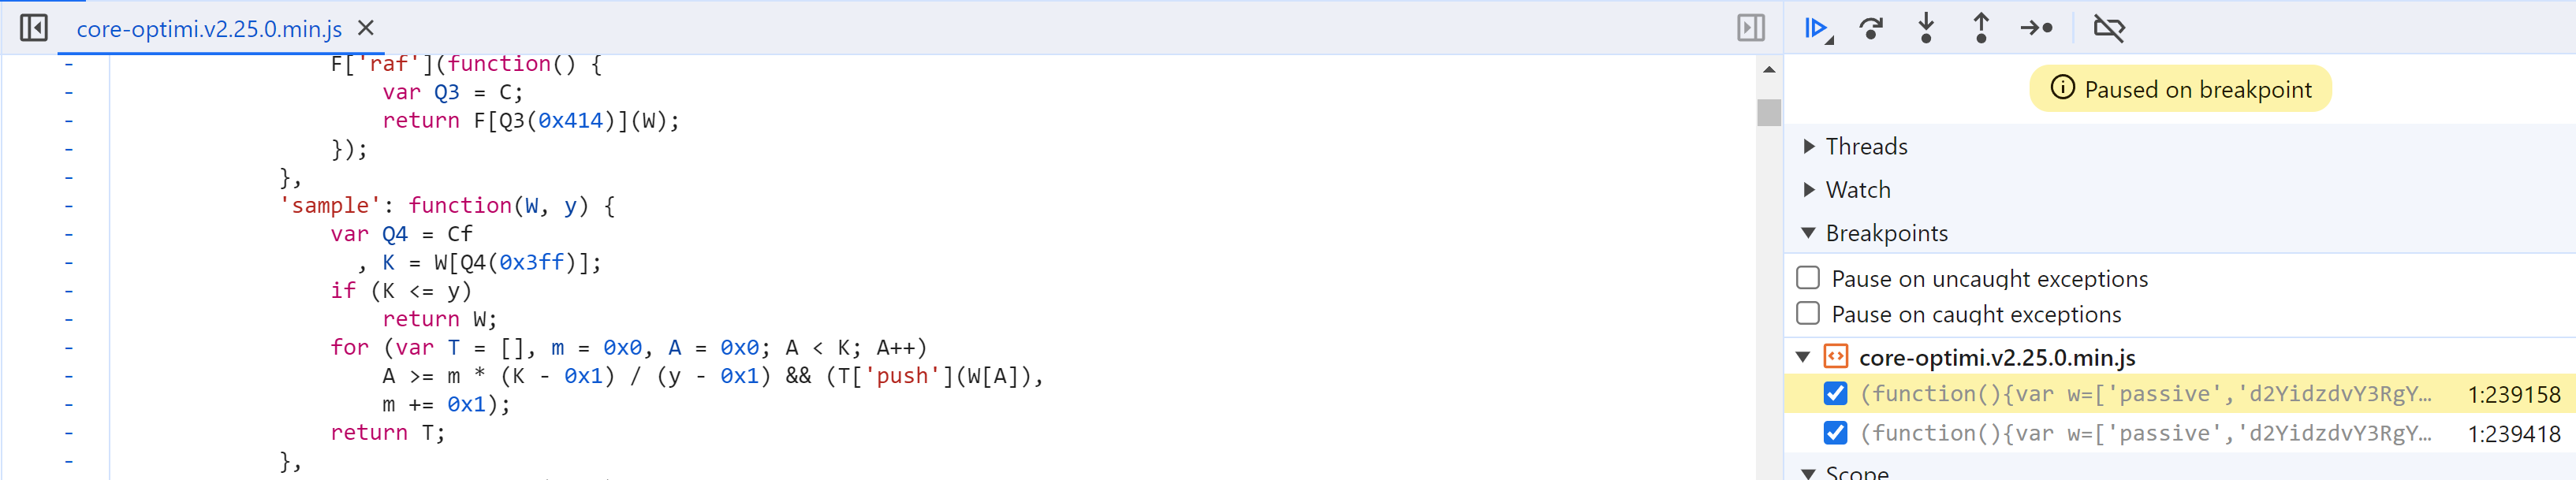 core-optimi.v2.25.0.min.js
F['raf'](function() {
var Q3 = C;
return F[Q3(0x414)](W);
});
},
'sample': function(W, y) {
var Q4 = Cf
, K = W[Q4(0x3ff)];
if (K <= y)
return W;
for (var T = [], m = 0x0, A = 0x0; A < K; A++)
A >= m * (K - 0x1) / (y - 0x1) && (T['push'](W[A]),
m += 0x1);
return T;
},
Paused on breakpoint
Threads
Watch
Breakpoints
Pause on uncaught exceptions
Pause on caught exceptions
core-optimi.v2.25.0.min.js
(function(){var w=['passive','d2YidzdvY3RgY… 1:239158
(function(){var w=['passive','d2YidzdvY3RgY… 1:239418
Scope